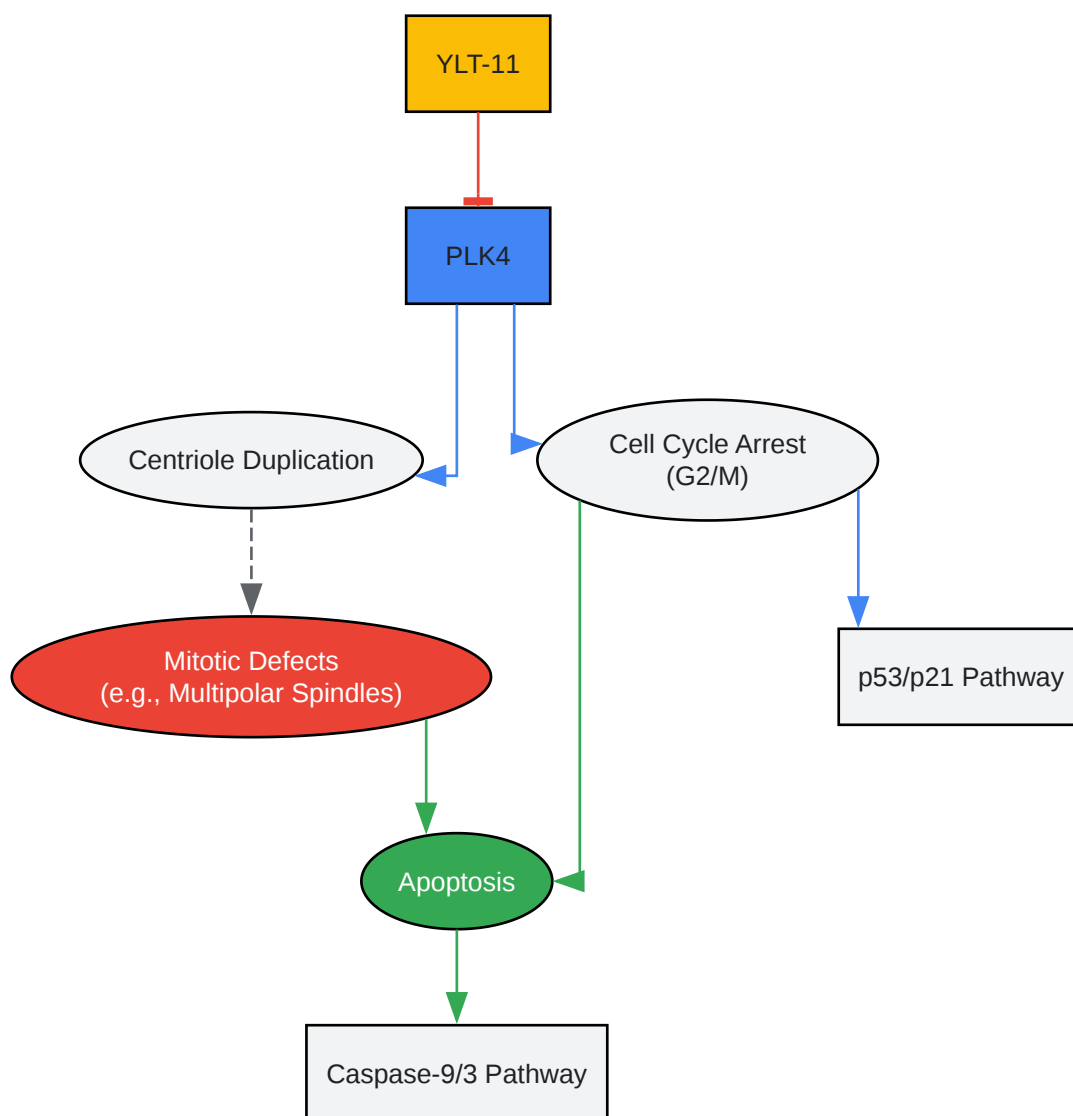 YLT-11
PLK4
Centriole Duplication
Cell Cycle Arrest
(G2/M)
Mitotic Defects
(e.g., Multipolar Spindles)
p53/p21 Pathway
Apoptosis
Caspase-9/3 Pathway